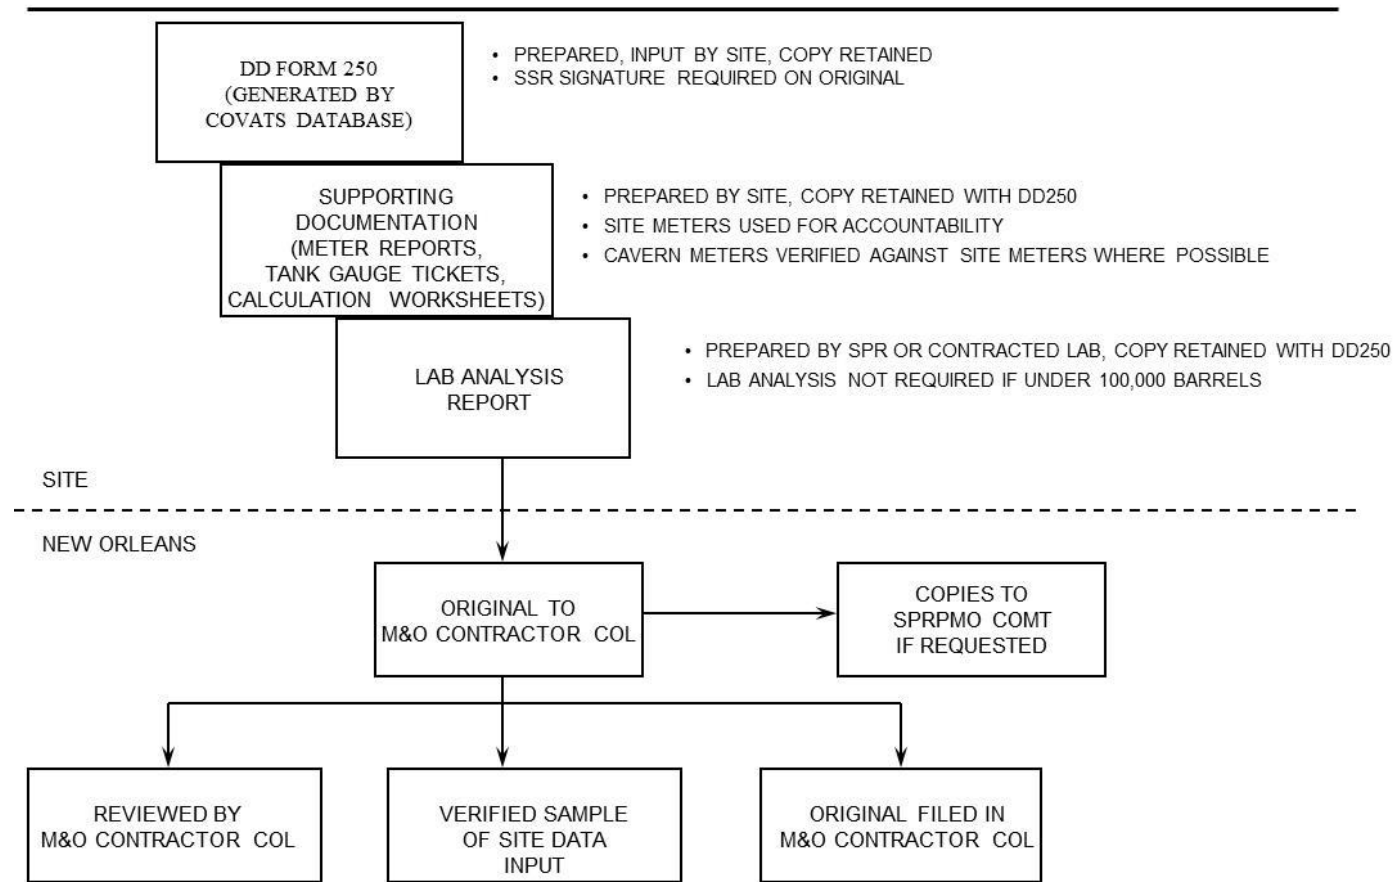 DD FORM 250
(GENERATED BY
COVATS DATABASE)
• PREPARED, INPUT BY SITE, COPY RETAINED
• SSR SIGNATURE REQUIRED ON ORIGINAL
SUPPORTING
DOCUMENTATION
(METER REPORTS,
TANK GAUGE TICKETS,
CALCULATION WORKSHEETS)
• PREPARED BY SITE, COPY RETAINED WITH DD250
• SITE METERS USED FOR ACCOUNTABILITY
• CAVERN METERS VERIFIED AGAINST SITE METERS WHERE POSSIBLE
LAB ANALYSIS
REPORT
• PREPARED BY SPR OR CONTRACTED LAB, COPY RETAINED WITH DD250
• LAB ANALYSIS NOT REQUIRED IF UNDER 100,000 BARRELS
SITE
NEW ORLEANS
ORIGINAL TO
M&O CONTRACTOR COL
COPIES TO
SPRPMO COMT
IF REQUESTED
REVIEWED BY
M&O CONTRACTOR COL
VERIFIED SAMPLE
OF SITE DATA
INPUT
ORIGINAL FILED IN
M&O CONTRACTOR COL